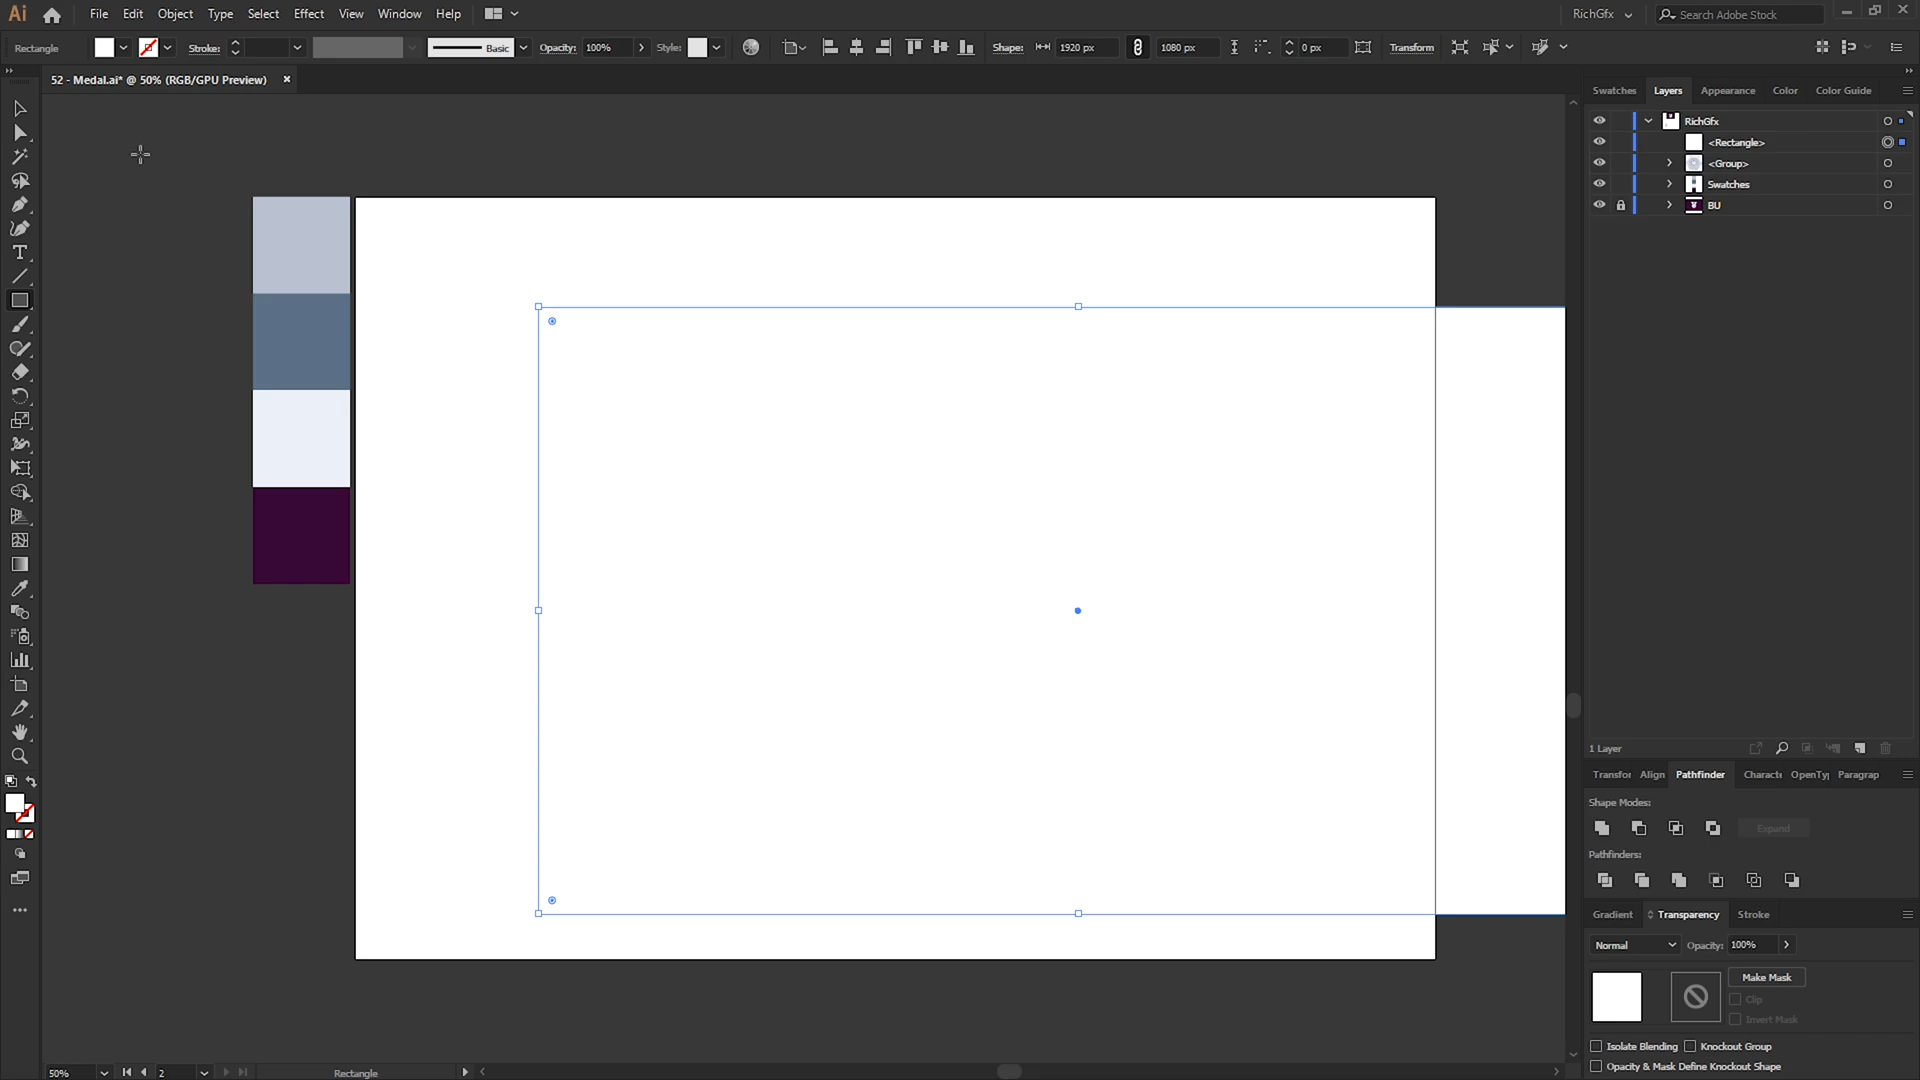 Ai File Edit Object Type Select Effect View Window Help RichGfx Search Adobe Stock
Rectangle Stroke: Basic Opacity: 100% Style: Shape: 1920 px 1080 px 0 px Transform
52 - Medal.ai* @ 50% (RGB/GPU Preview)
Swatches Layers Appearance Color Color Guide
RichGfx
<Rectangle>
<Group>
Swatches
BU
1 Layer
Transfor Align Pathfinder Characte OpenTy Paragrap
Shape Modes:
Expand
Pathfinders:
Gradient Transparency Stroke
Normal Opacity: 100%
Make Mask
Clip
Invert Mask
Isolate Blending Knockout Group
Opacity & Mask Define Knockout Shape
50% 2 Rectangle